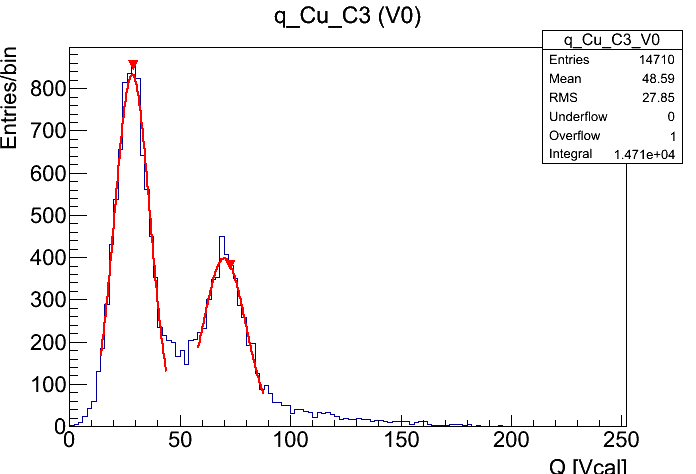 q_Cu_C3 (V0)
q_Cu_C3_V0
Entries 14710
Mean 48.59
RMS 27.85
Underflow 0
Overflow 1
Integral 1.471e+04
Entries/bin
800
700
600
500
400
300
200
100
0
0 50 100 150 200 250
Q [Vcal]